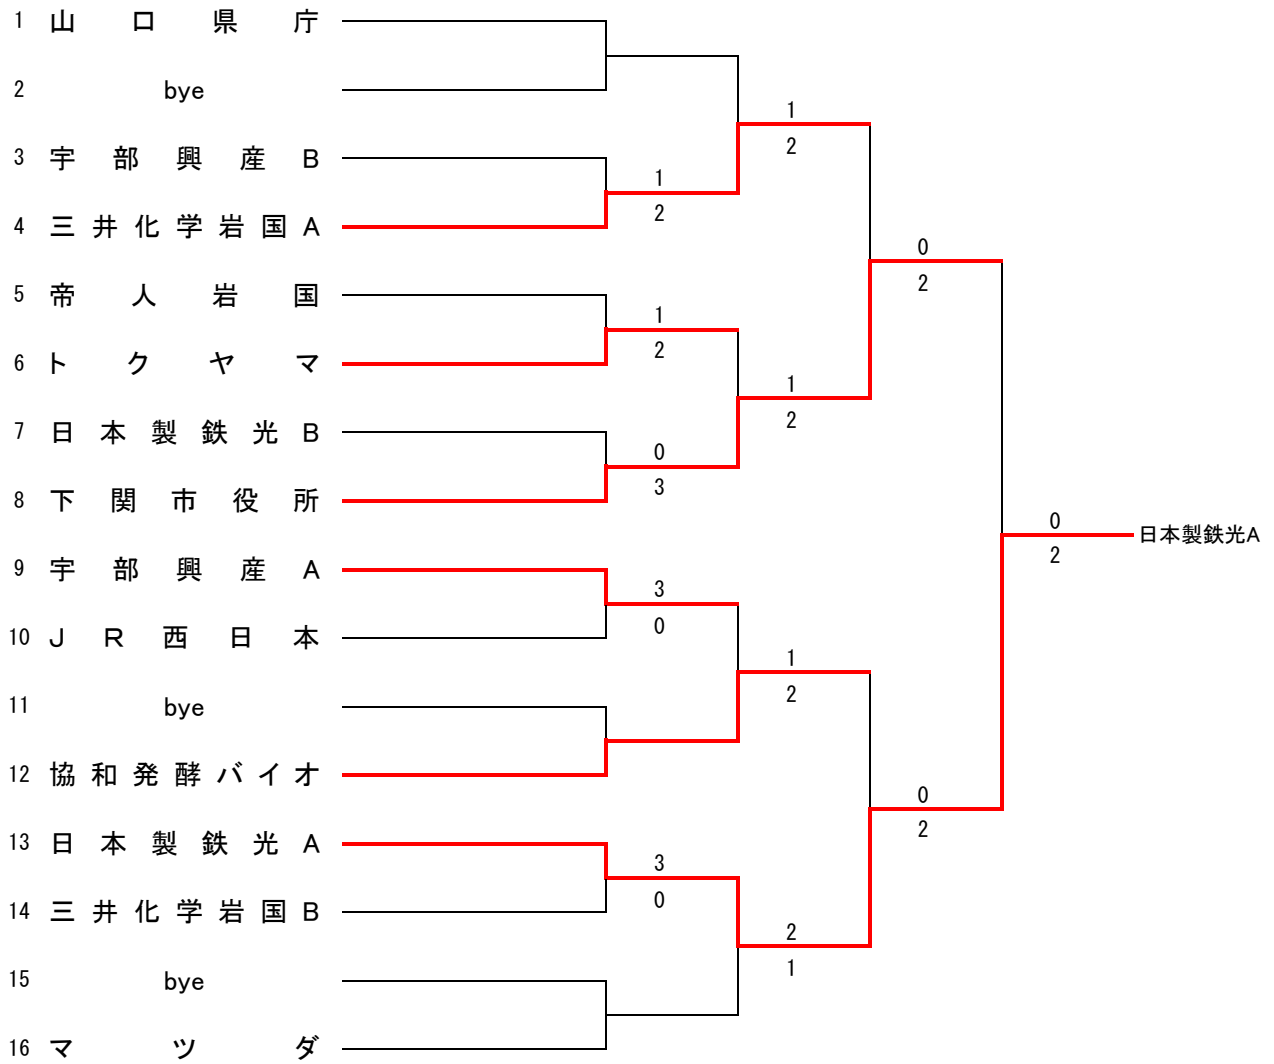 1 山口県庁
2 bye
3 宇部興産B
4 三井化学岩国A
5 帝人岩国
6 トクヤマ
7 日本製鉄光B
8 下関市役所
9 宇部興産A
10 JR西日本
11 bye
12 協和発酵バイオ
13 日本製鉄光A
14 三井化学岩国B
15 bye
16 マツダ
1
2
1
2
0
3
3
0
3
0
1
2
1
2
1
2
2
1
0
2
0
2
0
2
日本製鉄光A